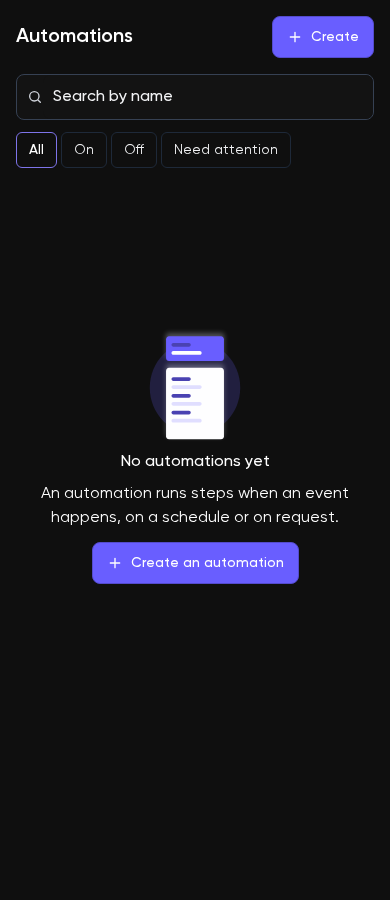 Automations
Create
Search by name
All
On
Off
Need attention
No automations yet
An automation runs steps when an event
happens, on a schedule or on request.
Create an automation